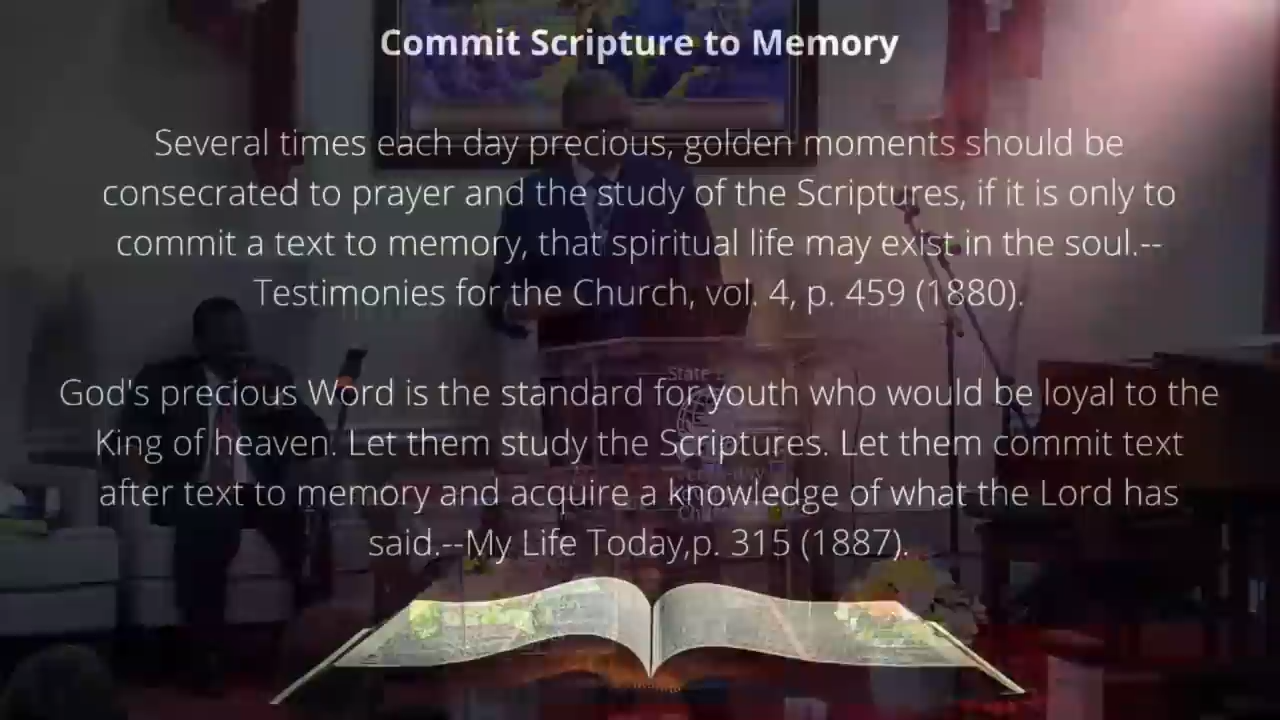 Commit Scripture to Memory
Several times each day precious, golden moments should be
consecrated to prayer and the study of the Scriptures, if it is only to
commit a text to memory, that spiritual life may exist in the soul.--
Testimonies for the Church, vol. 4, p. 459 (1880).
God's precious Word is the standard for youth who would be loyal to the
King of heaven. Let them study the Scriptures. Let them commit text
after text to memory and acquire a knowledge of what the Lord has
said.--My Life Today,p. 315 (1887).
State